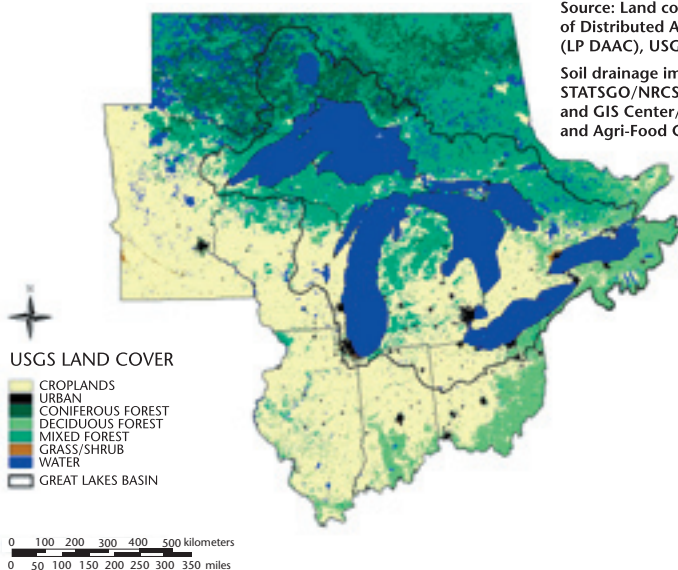 Source: Land co
of Distributed A
(LP DAAC), USG
Soil drainage im
STATSGO/NRCS
and GIS Center/
and Agri-Food C
N
USGS LAND COVER
CROPLANDS
URBAN
CONIFEROUS FOREST
DECIDUOUS FOREST
MIXED FOREST
GRASS/SHRUB
WATER
GREAT LAKES BASIN
0 100 200 300 400 500 kilometers
0 50 100 150 200 250 300 350 miles